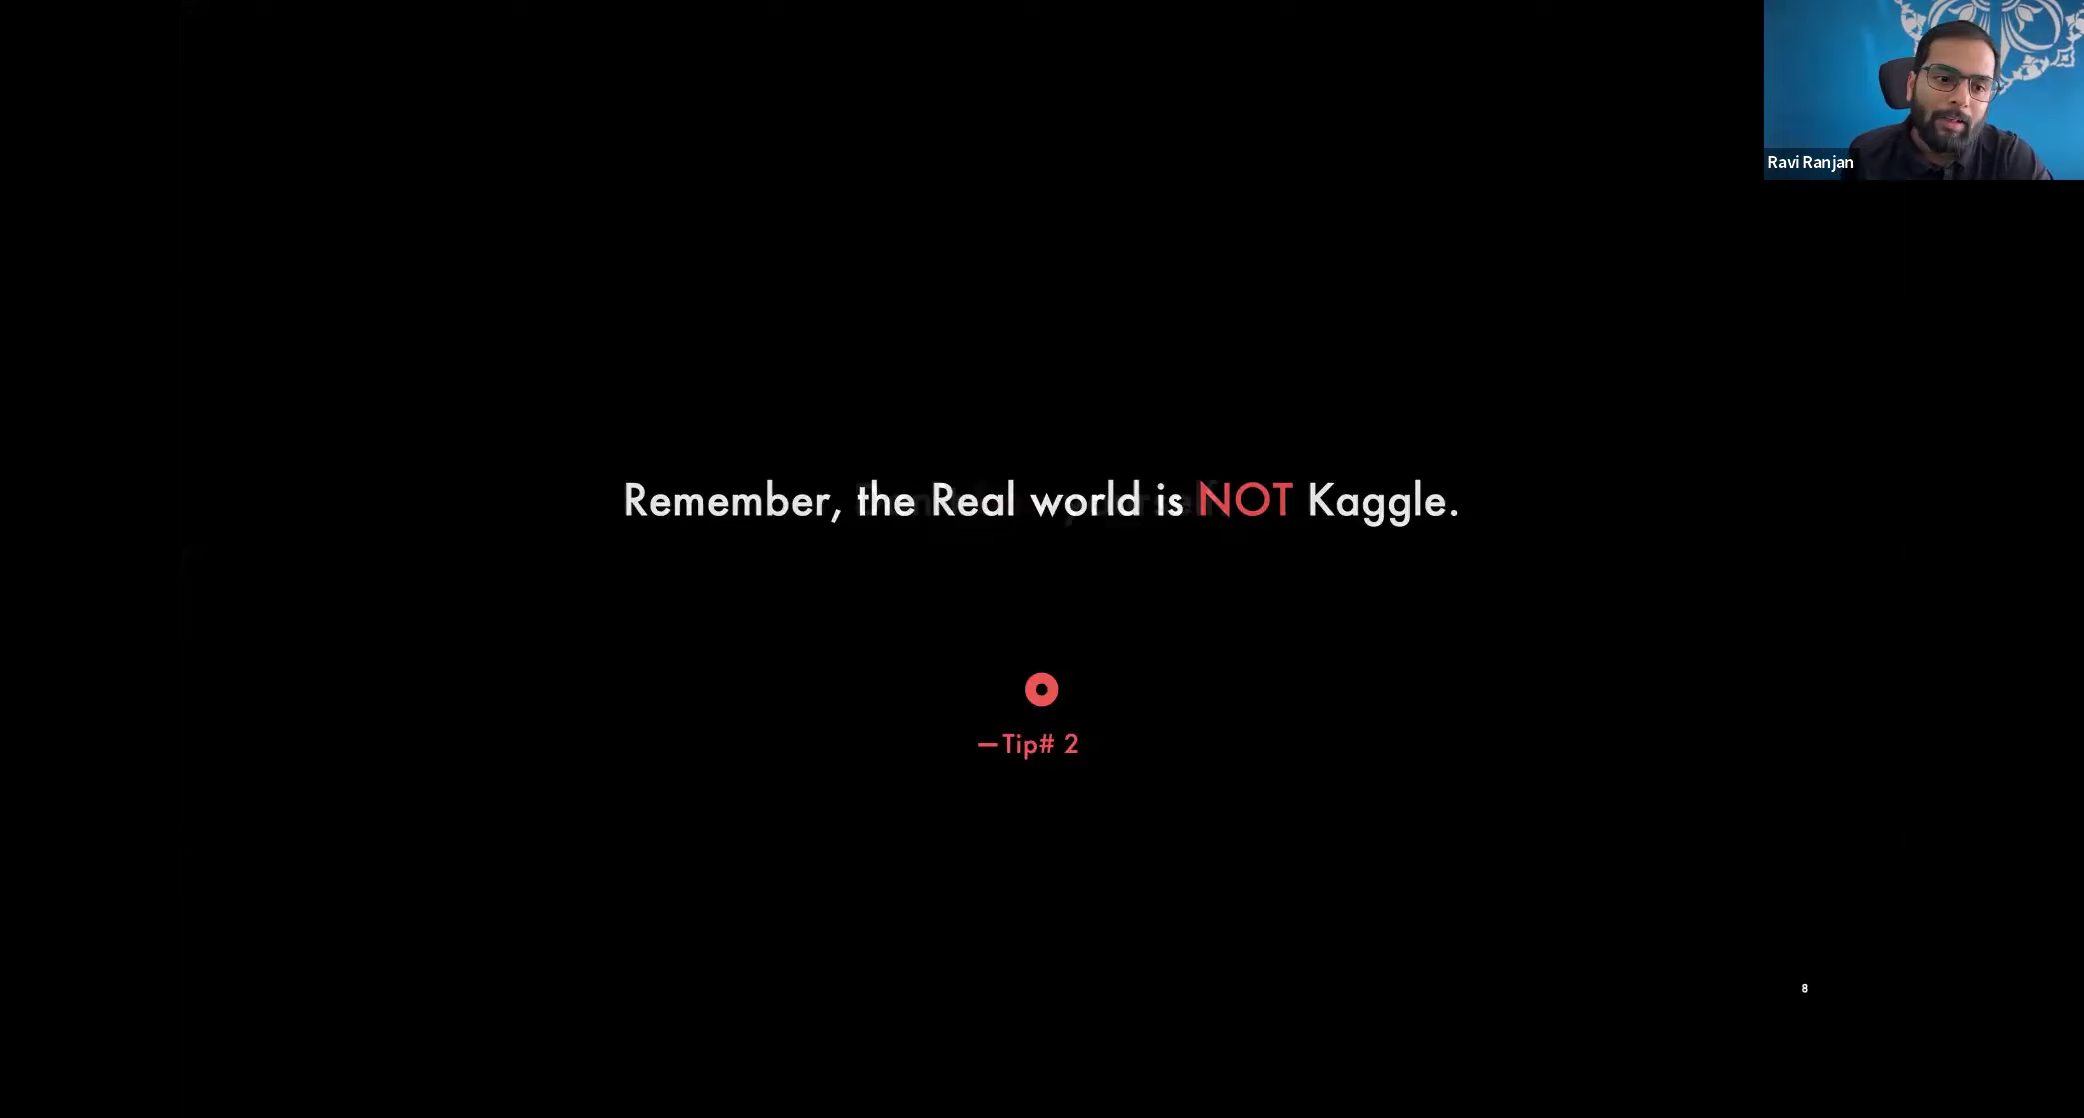 Ravi Ranjan
Remember, the Real world is NOT Kaggle.
—Tip# 2
8